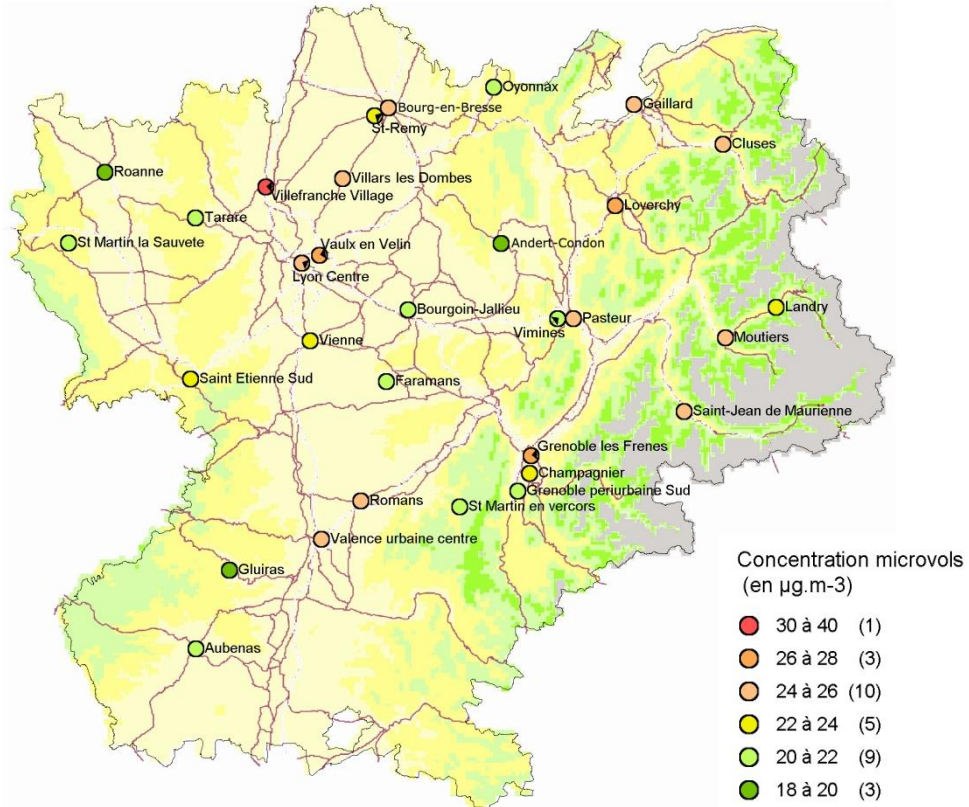 Oyonnax
Bourg-en-Bresse
Gaillard
St-Remy
Cluses
Roanne
Villars les Dombes
Villefranche Village
Loverchy
Tarare
St Martin la Sauvete
Vaulx en Velin
Andert-Condon
Lyon Centre
Landry
Bourgoin-Jallieu
Pasteur
Vimines
Moutiers
Vienne
Saint Etienne Sud
Faramans
Saint-Jean de Maurienne
Grenoble les Frenes
Champagnier
Grenoble periurbaine Sud
Romans
St Martin en vercors
Valence urbaine centre
Gluiras
Aubenas
Concentration microvols
(en µg.m-3)
30 à 40 (1)
26 à 28 (3)
24 à 26 (10)
22 à 24 (5)
20 à 22 (9)
18 à 20 (3)